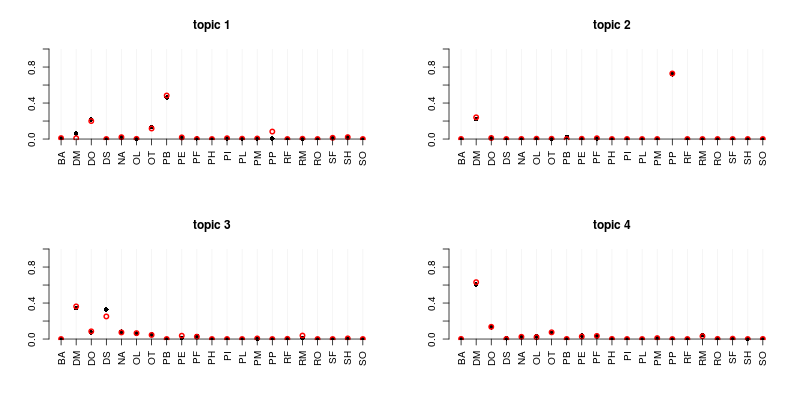 topic 1
0.0 0.4 0.8
BA DM DO DS NA OL OT PB PE PF PH PI PL PM PP RF RM RO SF SH SO
topic 2
0.0 0.4 0.8
BA DM DO DS NA OL OT PB PE PF PH PI PL PM PP RF RM RO SF SH SO
topic 3
0.0 0.4 0.8
BA DM DO DS NA OL OT PB PE PF PH PI PL PM PP RF RM RO SF SH SO
topic 4
0.0 0.4 0.8
BA DM DO DS NA OL OT PB PE PF PH PI PL PM PP RF RM RO SF SH SO